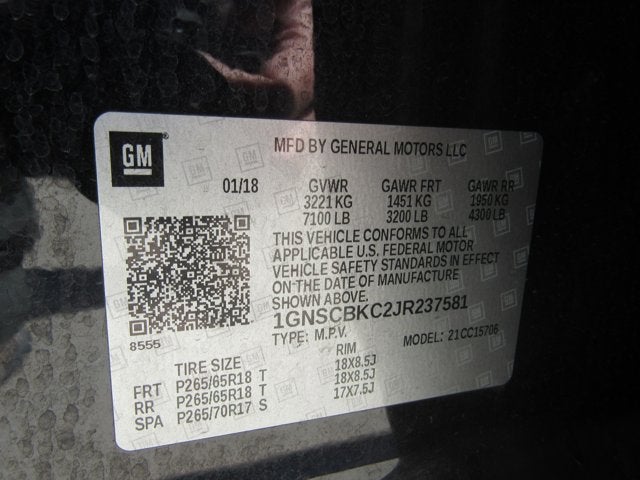 GM
MFD BY GENERAL MOTORS LLC
01/18 GVWR GAWR FRT GAWR RR
3221 KG 1451 KG 1950 KG
7100 LB 3200 LB 4300 LB
THIS VEHICLE CONFORMS TO ALL
APPLICABLE U.S. FEDERAL MOTOR
VEHICLE SAFETY STANDARDS IN EFFECT
ON THE DATE OF MANUFACTURE
SHOWN ABOVE.
1GNSCBKC2JR237581
8555
TYPE: M.P.V. MODEL: 21CC15706
TIRE SIZE RIM
FRT P265/65R18 T 18X8.5J
RR P265/65R18 T 18X8.5J
SPA P265/70R17 S 17X7.5J